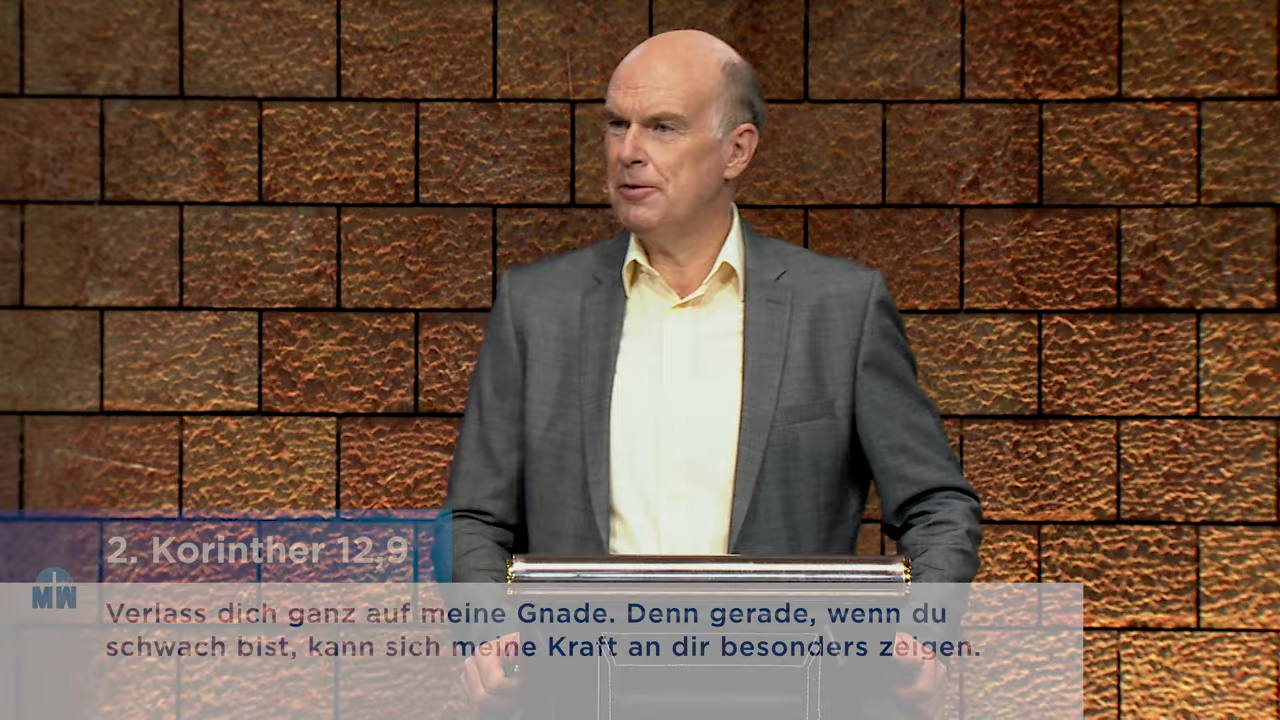 2. Korinther 12,9
MW
Verlass dich ganz auf meine Gnade. Denn gerade, wenn du
schwach bist, kann sich meine Kraft an dir besonders zeigen.